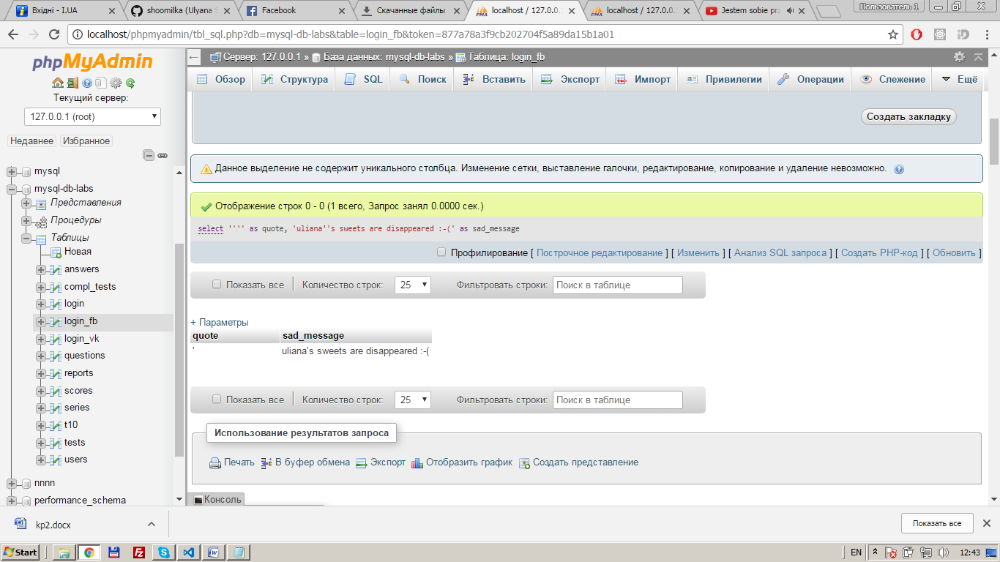 Вхідні - I.UA
shoomilka (Ulyana S
Facebook
Скачанные файлы
localhost / 127.0.0.
localhost / 127.0.0.
Jestem sobie prz
Пользователь 1
localhost/phpmyadmin/tbl_sql.php?db=mysql-db-labs&table=login_fb&token=877a78a3f9cb202704f5a89da15b1a01
phpMyAdmin
Текущий сервер:
127.0.0.1 (root)
Недавнее Избранное
mysql
mysql-db-labs
Представления
Процедуры
Таблицы
Новая
answers
compl_tests
login
login_fb
login_vk
questions
reports
scores
series
t10
tests
users
nnnn
performance_schema
Сервер: 127.0.0.1 » База данных: mysql-db-labs » Таблица: login_fb
Обзор Структура SQL Поиск Вставить Экспорт Импорт Привилегии Операции Слежение Ещё
Создать закладку
Данное выделение не содержит уникального столбца. Изменение сетки, выставление галочки, редактирование, копирование и удаление невозможно.
Отображение строк 0 - 0 (1 всего, Запрос занял 0.0000 сек.)
select '''' as quote, 'uliana''s sweets are disappeared :-(' as sad_message
Профилирование [ Построчное редактирование ] [ Изменить ] [ Анализ SQL запроса ] [ Создать PHP-код ] [ Обновить ]
Показать все | Количество строк: 25 Фильтровать строки: Поиск в таблице
+ Параметры
quote sad_message
' uliana's sweets are disappeared :-(
Показать все | Количество строк: 25 Фильтровать строки: Поиск в таблице
Использование результатов запроса
Печать В буфер обмена Экспорт Отобразить график Создать представление
Консоль
kp2.docx
Показать все
Start
EN
12:43